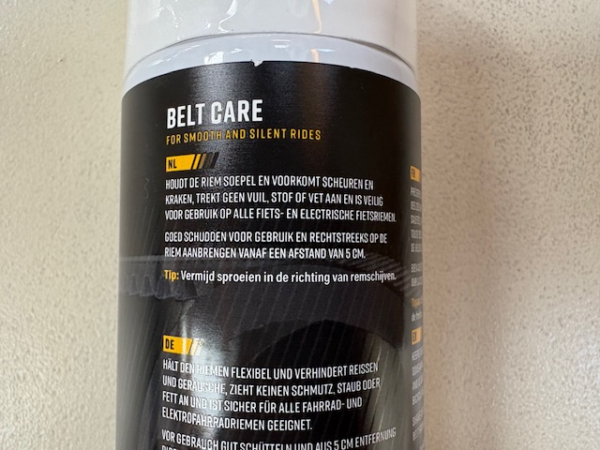 BELT CARE
FOR SMOOTH AND SILENT RIDES
NL
HOUDT DE RIEM SOEPEL EN VOORKOMT SCHEUREN EN
KRAKEN, TREKT GEEN VUIL, STOF OF VET AAN EN IS VEILIG
VOOR GEBRUIK OP ALLE FIETS- EN ELECTRISCHE FIETSRIEMEN.
GOED SCHUDDEN VOOR GEBRUIK EN RECHTSTREEKS OP DE
RIEM AANBRENGEN VANAF EEN AFSTAND VAN 5 CM.
Tip: Vermijd sproeien in de richting van remschijven.
DE
HÄLT DEN RIEMEN FLEXIBEL UND VERHINDERT REISSEN
UND GERÄUSCHE, ZIEHT KEINEN SCHMUTZ, STAUB ODER
FETT AN UND IST SICHER FÜR ALLE FAHRRAD- UND
ELEKTROFAHRRADRIEMEN GEEIGNET.
VOR GEBRAUCH GUT SCHÜTTELN UND AUS 5 CM ENTFERNUNG